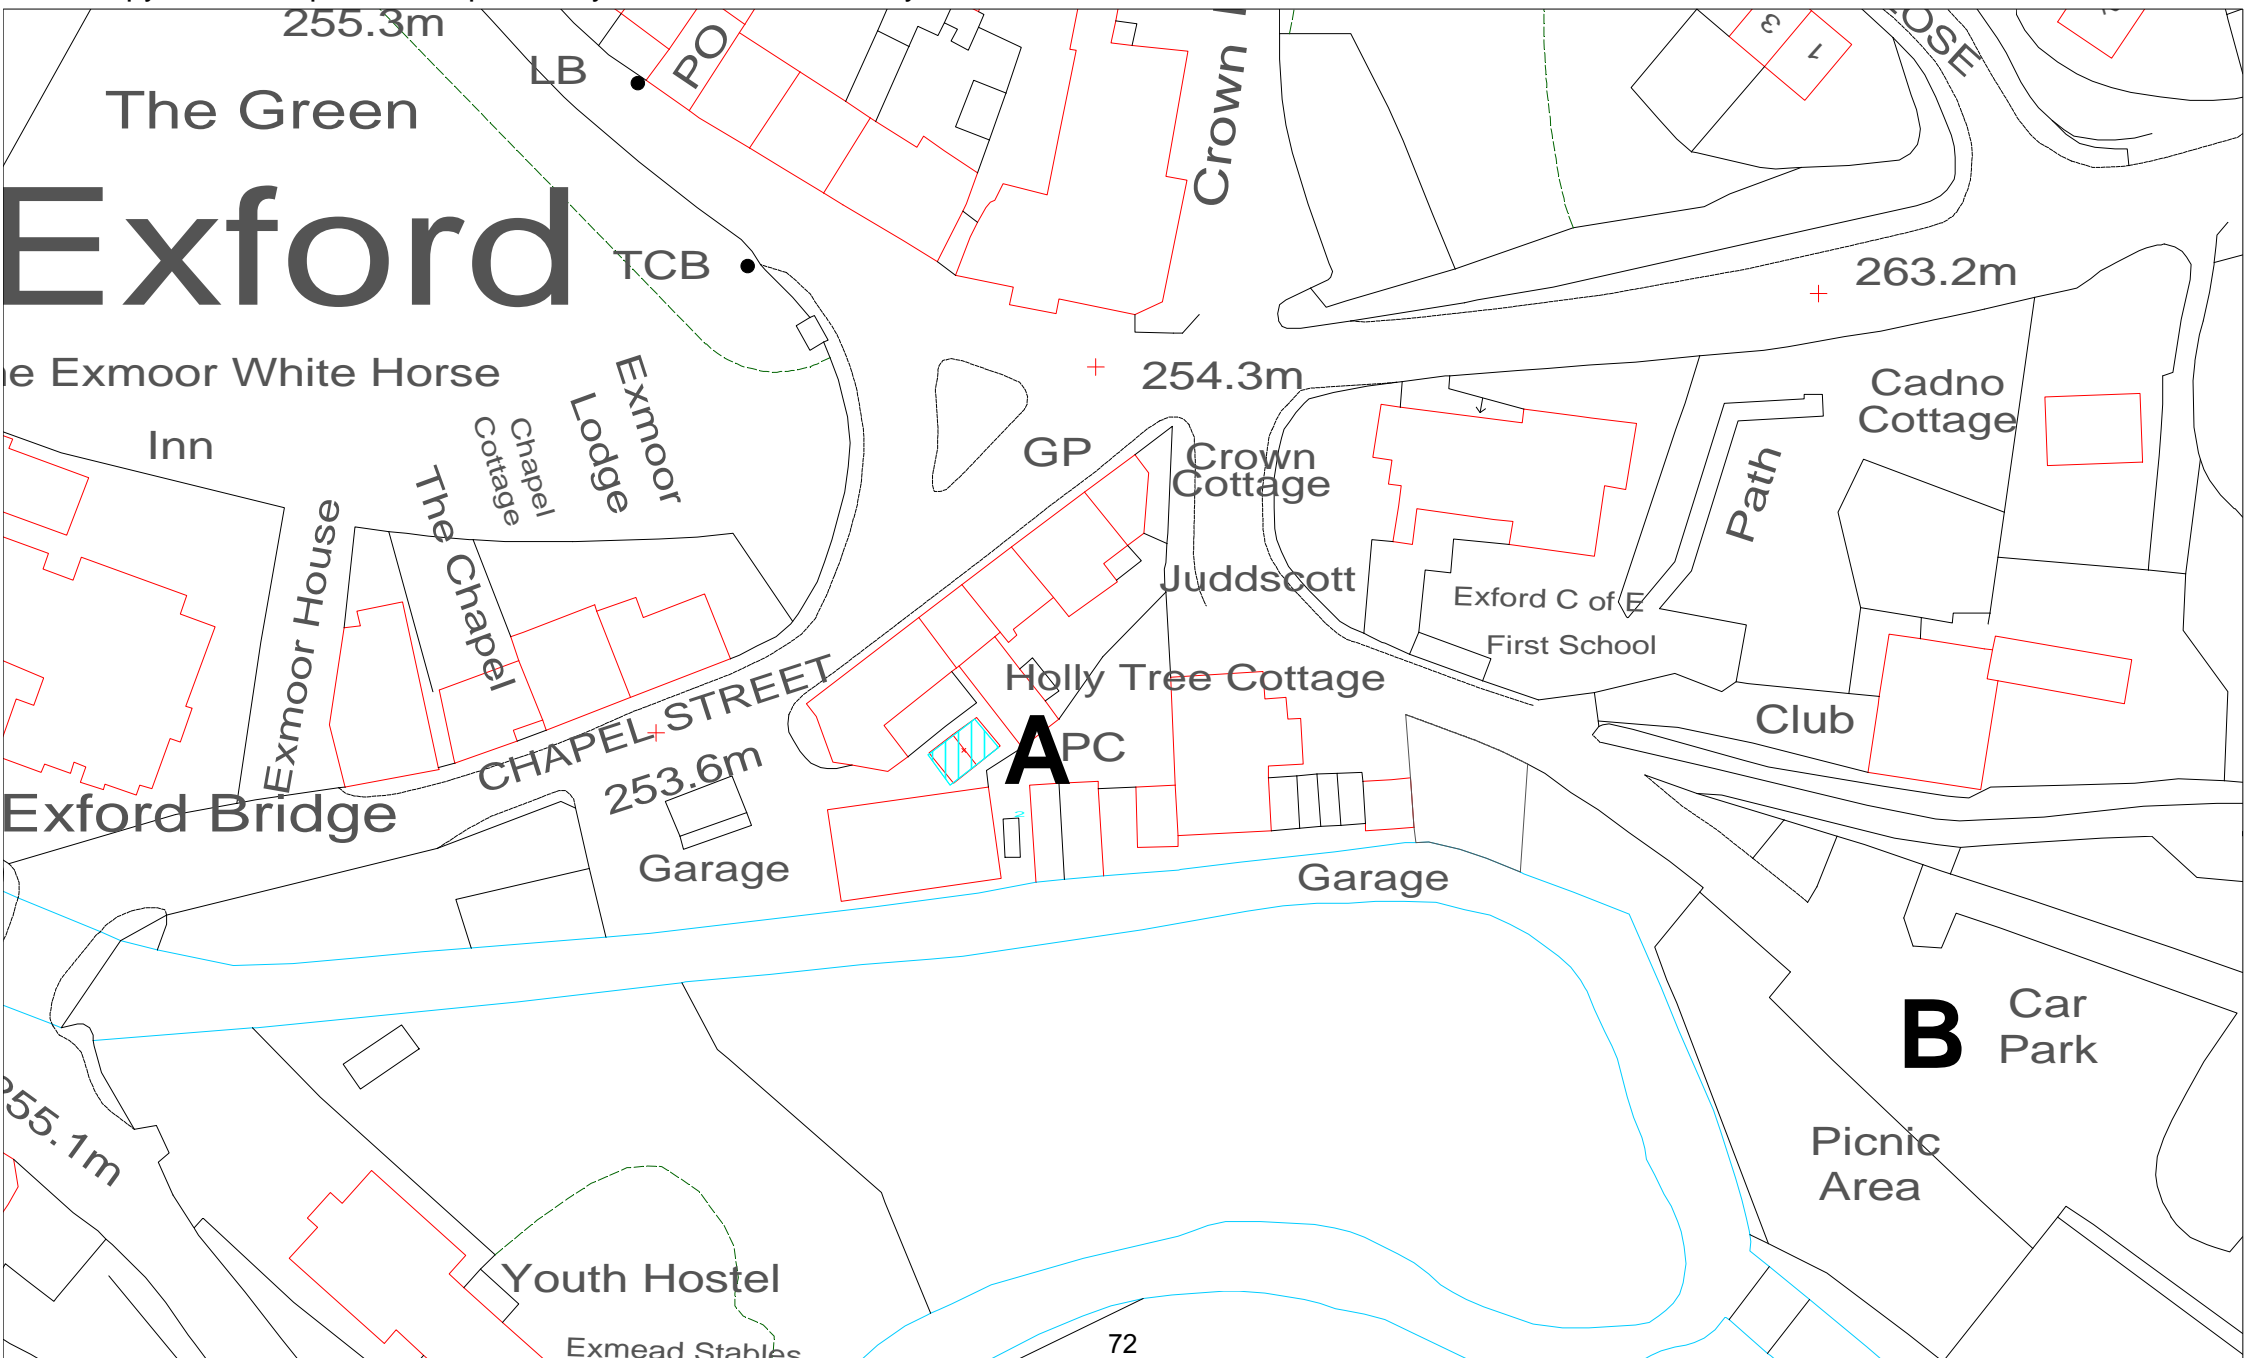 255.3m
LB
PO
Crown
3
1
The Green
Exford
TCB
263.2m
Exmoor White Horse
Inn
Exmoor
Lodge
Chapel
Cottage
The Chapel
Exmoor House
254.3m
GP
Crown
Cottage
Cadno
Cottage
Path
Juddscott
Exford C of E
First School
Holly Tree Cottage
CHAPEL STREET
A
PC
Club
253.6m
Exford Bridge
Garage
Garage
B
Car
Park
Picnic
Area
255.1m
Youth Hostel
Exmead Stables
72